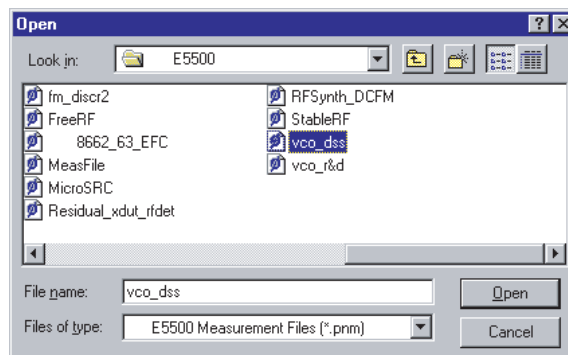 Open
Look in: E5500
fm_discr2
FreeRF
8662_63_EFC
MeasFile
MicroSRC
Residual_xdut_rfdet
RFSynth_DCFM
StableRF
vco_dss
vco_r&d
File name: vco_dss
Open
Files of type: E5500 Measurement Files (*.pnm)
Cancel